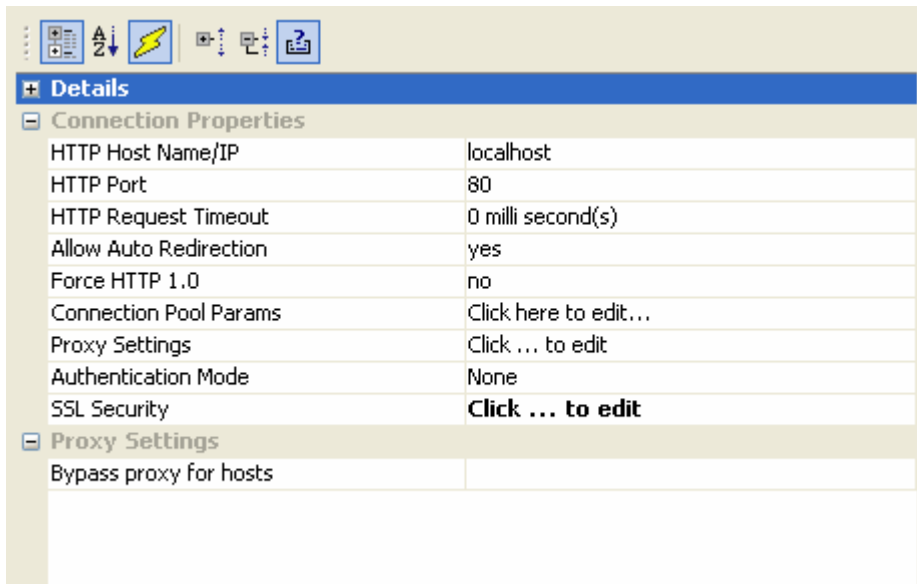 Details
Connection Properties
HTTP Host Name/IP localhost
HTTP Port 80
HTTP Request Timeout 0 milli second(s)
Allow Auto Redirection yes
Force HTTP 1.0 no
Connection Pool Params Click here to edit...
Proxy Settings Click ... to edit
Authentication Mode None
SSL Security Click ... to edit
Proxy Settings
Bypass proxy for hosts